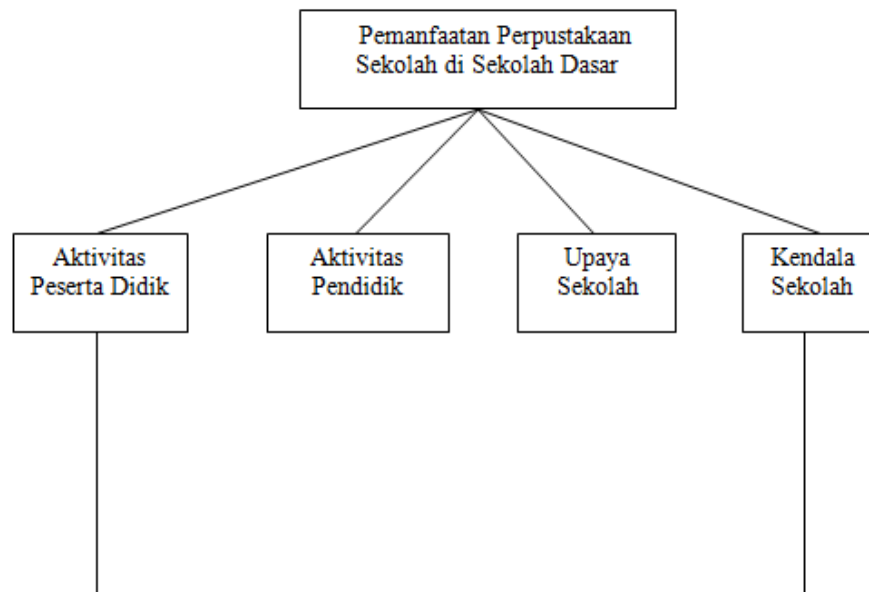 Pemanfaatan Perpustakaan
Sekolah di Sekolah Dasar
Aktivitas
Peserta Didik
Aktivitas
Pendidik
Upaya
Sekolah
Kendala
Sekolah